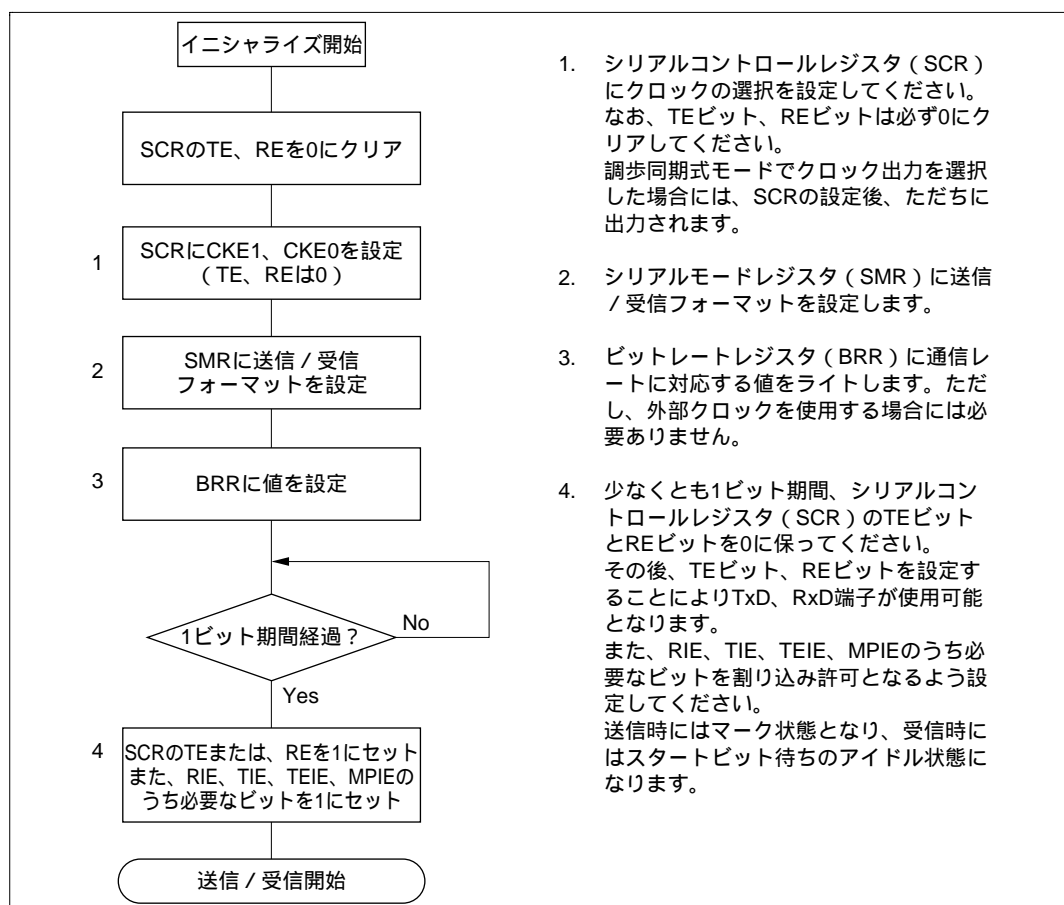 イニシャライズ開始
SCRのTE、REを0にクリア
1
SCRにCKE1、CKE0を設定
（TE、REは0）
2
SMRに送信／受信
フォーマットを設定
3
BRRに値を設定
1ビット期間経過？
No
Yes
4
SCRのTEまたは、REを1にセット
また、RIE、TIE、TEIE、MPIEの
うち必要なビットを1にセット
送信／受信開始
1. シリアルコントロールレジスタ（SCR）
にクロックの選択を設定してください。
なお、TEビット、REビットは必ず0にク
リアしてください。
調歩同期式モードでクロック出力を選択
した場合には、SCRの設定後、ただちに
出力されます。
2. シリアルモードレジスタ（SMR）に送信
／受信フォーマットを設定します。
3. ビットレートレジスタ（BRR）に通信レ
ートに対応する値をライトします。ただ
し、外部クロックを使用する場合には必
要ありません。
4. 少なくとも1ビット期間、シリアルコン
トロールレジスタ（SCR）のTEビット
とREビットを0に保ってください。
その後、TEビット、REビットを設定す
ることによりTxD、RxD端子が使用可能
となります。
また、RIE、TIE、TEIE、MPIEのうち必
要なビットを割り込み許可となるよう設
定してください。
送信時にはマーク状態となり、受信時に
はスタートビット待ちのアイドル状態に
なります。